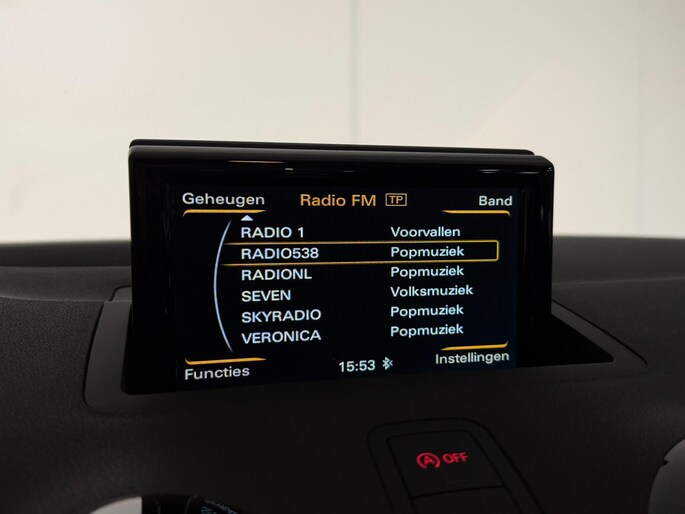 Geheugen Radio FM TP Band
RADIO 1 Voorvallen
RADIO538 Popmuziek
RADIONL Popmuziek
SEVEN Volksmuziek
SKYRADIO Popmuziek
VERONICA Popmuziek
Functies 15:53 Instellingen
A OFF